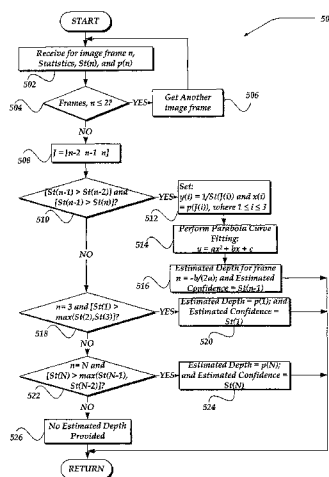 START
50
Receive for image frame n,
Statistics, St(n), and p(n)
502
504
Frames, n ≤ 2?
YES
Get Another
image frame
506
NO
508
I = [n-2 n-1 n]
[St(n-1) > St(n-2)] and
[St(n-1) > St(n)]?
510
YES
512
Set:
y(i) = 1/St(I(i)) and x(i)
= p(I(i)), where 1 ≤ i ≤ 3
514
Perform Parabola Curve
Fitting:
y = ax² + bx + c
516
Estimated Depth for frame
n = -b/(2a); and Estimated
Confidence = St(n-1)
NO
n= 3 and [St(1) >
max(St(2),St(3)]?
518
YES
Estimated Depth = p(1); and
Estimated Confidence =
St(1)
520
NO
n= N and
[St(N) > max(St(N-1),
St(N-2)]?
522
YES
Estimated Depth = p(N);
and Estimated Confidence =
St(N)
524
NO
526
No Estimated Depth
Provided
RETURN